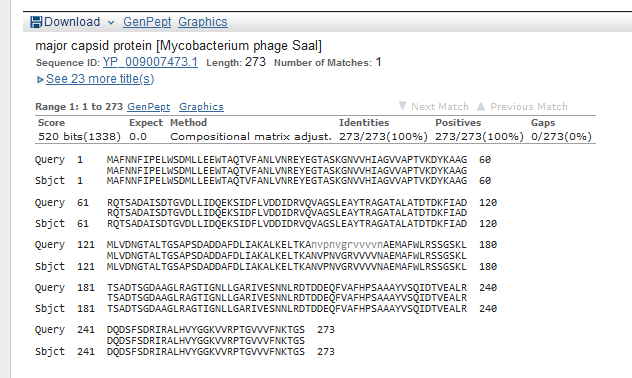 Download GenPept Graphics
major capsid protein [Mycobacterium phage Saal]
Sequence ID: YP_009007473.1 Length: 273 Number of Matches: 1
See 23 more title(s)
Range 1: 1 to 273 GenPept Graphics Next Match Previous Match
Score Expect Method Identities Positives Gaps
520 bits(1338) 0.0 Compositional matrix adjust. 273/273(100%) 273/273(100%) 0/273(0%)
Query 1 MAFNNFIPELWSDMLLEEWTAQTVFANLVNREYEGTASKGNVVHIAGVVAPTVKDYKAAG 60
MAFNNFIPELWSDMLLEEWTAQTVFANLVNREYEGTASKGNVVHIAGVVAPTVKDYKAAG
Sbjct 1 MAFNNFIPELWSDMLLEEWTAQTVFANLVNREYEGTASKGNVVHIAGVVAPTVKDYKAAG 60
Query 61 RQTSADAISDTGVDLLIDQEKSIDFLVDDIDRVQVAGSLEAYTRAGATALATDTDKFIAD 120
RQTSADAISDTGVDLLIDQEKSIDFLVDDIDRVQVAGSLEAYTRAGATALATDTDKFIAD
Sbjct 61 RQTSADAISDTGVDLLIDQEKSIDFLVDDIDRVQVAGSLEAYTRAGATALATDTDKFIAD 120
Query 121 MLVDNGTALTGSAPSDADDAFDLIAKALKELTKAnvpnvgrvvvvnAEMAFWLRSSGSKL 180
MLVDNGTALTGSAPSDADDAFDLIAKALKELTKANVPNVGRVVVVNAEMAFWLRSSGSKL
Sbjct 121 MLVDNGTALTGSAPSDADDAFDLIAKALKELTKANVPNVGRVVVVNAEMAFWLRSSGSKL 180
Query 181 TSADTSGDAAGLRAGTIGNLLGARIVESNNLRDTDDEQFVAFHPSAAAYVSQIDTVEALR 240
TSADTSGDAAGLRAGTIGNLLGARIVESNNLRDTDDEQFVAFHPSAAAYVSQIDTVEALR
Sbjct 181 TSADTSGDAAGLRAGTIGNLLGARIVESNNLRDTDDEQFVAFHPSAAAYVSQIDTVEALR 240
Query 241 DQDSFSDRIRALHVYGGKVVRPTGVVVFNKTGS 273
DQDSFSDRIRALHVYGGKVVRPTGVVVFNKTGS
Sbjct 241 DQDSFSDRIRALHVYGGKVVRPTGVVVFNKTGS 273